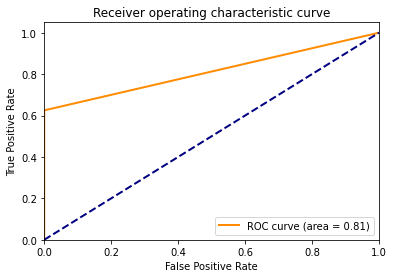 Receiver operating characteristic curve
True Positive Rate
1.0
0.8
0.6
0.4
0.2
0.0
ROC curve (area = 0.81)
0.0 0.2 0.4 0.6 0.8 1.0
False Positive Rate